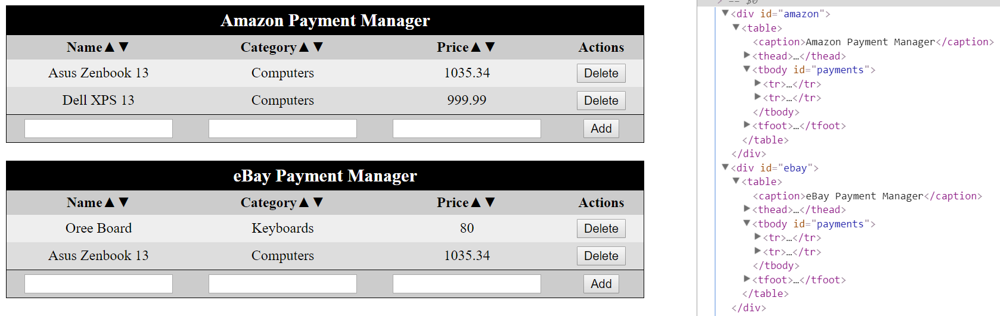 Amazon Payment Manager
Name▲▼ Category▲▼ Price▲▼ Actions
Asus Zenbook 13 Computers 1035.34 Delete
Dell XPS 13 Computers 999.99 Delete
Add
eBay Payment Manager
Name▲▼ Category▲▼ Price▲▼ Actions
Oree Board Keyboards 80 Delete
Asus Zenbook 13 Computers 1035.34 Delete
Add
> == $0
▼<div id="amazon">
▼<table>
<caption>Amazon Payment Manager</caption>
▶<thead>…</thead>
▼<tbody id="payments">
▶<tr>…</tr>
▶<tr>…</tr>
</tbody>
▶<tfoot>…</tfoot>
</table>
</div>
▼<div id="ebay">
▼<table>
<caption>eBay Payment Manager</caption>
▶<thead>…</thead>
▼<tbody id="payments">
▶<tr>…</tr>
▶<tr>…</tr>
</tbody>
▶<tfoot>…</tfoot>
</table>
</div>